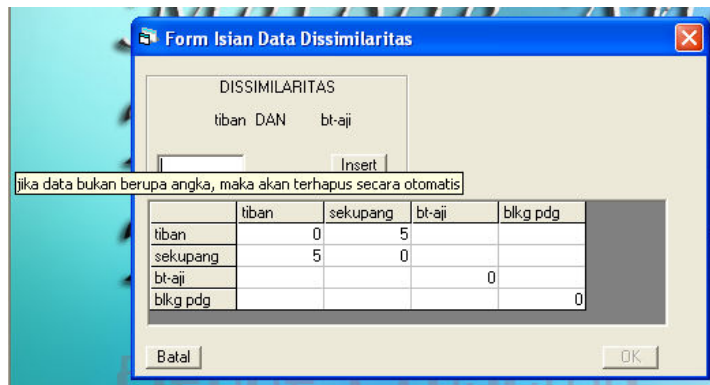 Form Isian Data Dissimilaritas
DISSIMILARITAS
tiban DAN bt-aji
Insert
jika data bukan berupa angka, maka akan terhapus secara otomatis
tiban sekupang bt-aji blkg pdg
tiban 0 5
sekupang 5 0
bt-aji 0
blkg pdg 0
Batal OK